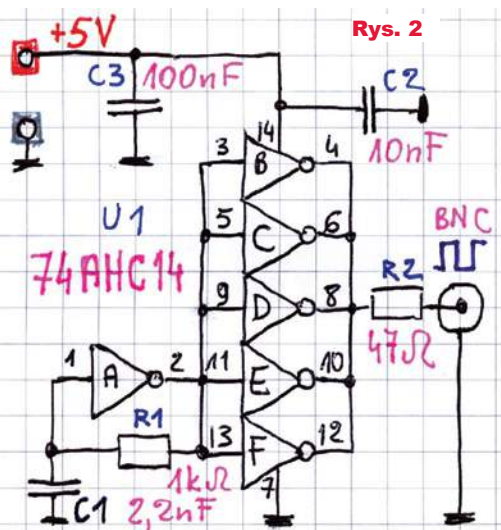 Rys. 2
+5V
C3 100nF
C2
10nF
14
3 B 4
U1
74AHC14
5 C 6
BNC
9 D 8
R2
47Ω
1 A 2
11 E 10
R1
1kΩ
13 F 12
7
C1 2,2nF